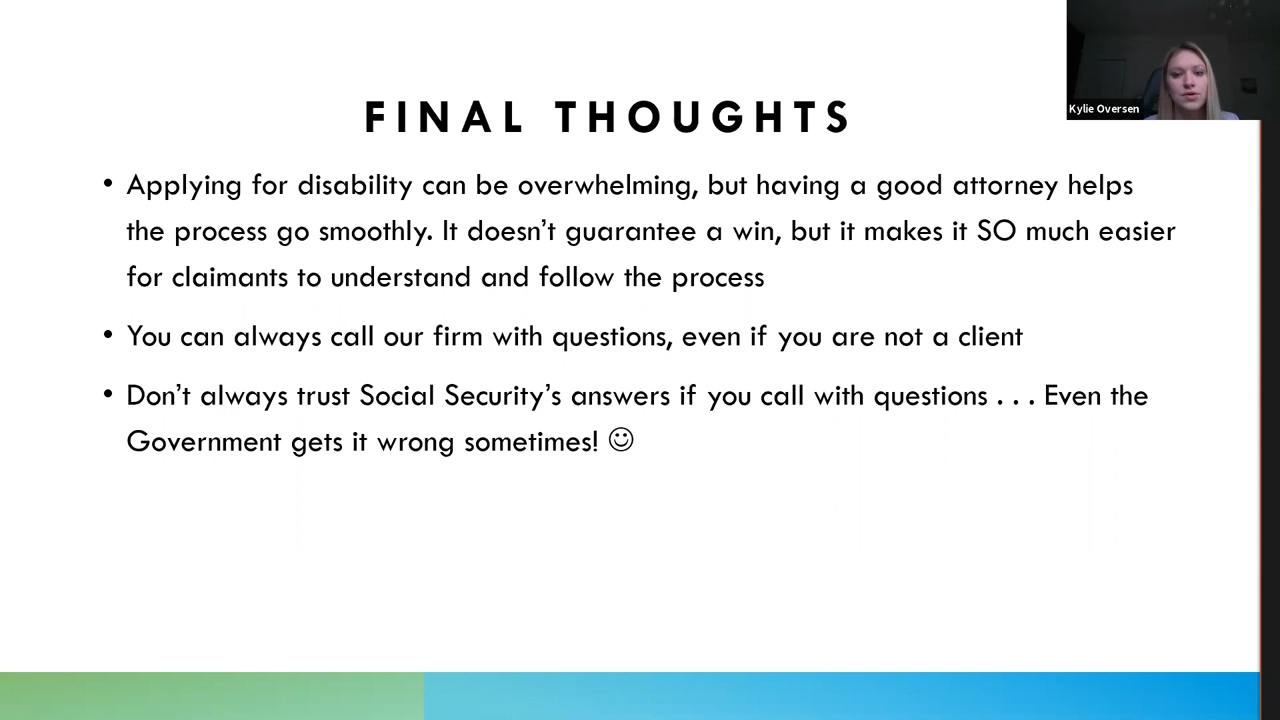 Kylie Oversen
FINAL THOUGHTS
• Applying for disability can be overwhelming, but having a good attorney helps
the process go smoothly. It doesn’t guarantee a win, but it makes it SO much easier
for claimants to understand and follow the process
• You can always call our firm with questions, even if you are not a client
• Don’t always trust Social Security’s answers if you call with questions . . . Even the
Government gets it wrong sometimes! ☺